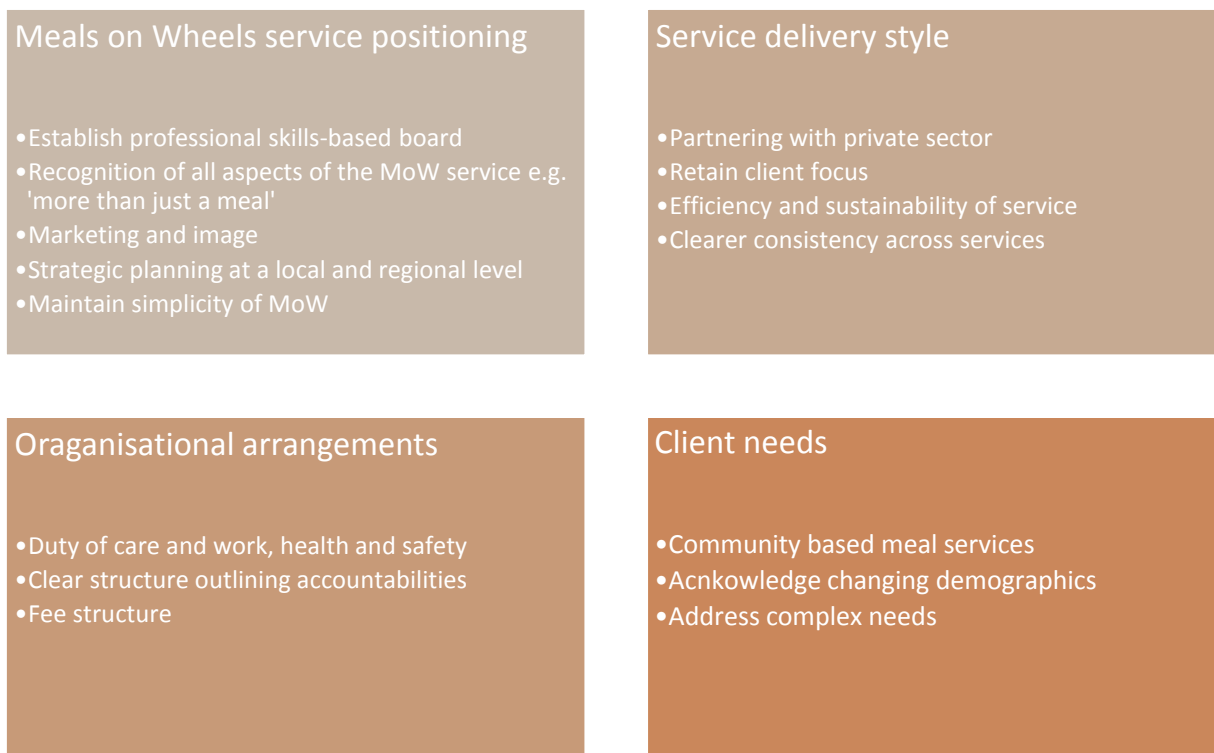 Meals on Wheels service positioning
•Establish professional skills-based board
•Recognition of all aspects of the MoW service e.g.
'more than just a meal'
•Marketing and image
•Strategic planning at a local and regional level
•Maintain simplicity of MoW
Service delivery style
•Partnering with private sector
•Retain client focus
•Efficiency and sustainability of service
•Clearer consistency across services
Oraganisational arrangements
•Duty of care and work, health and safety
•Clear structure outlining accountabilities
•Fee structure
Client needs
•Community based meal services
•Acnkowledge changing demographics
•Address complex needs